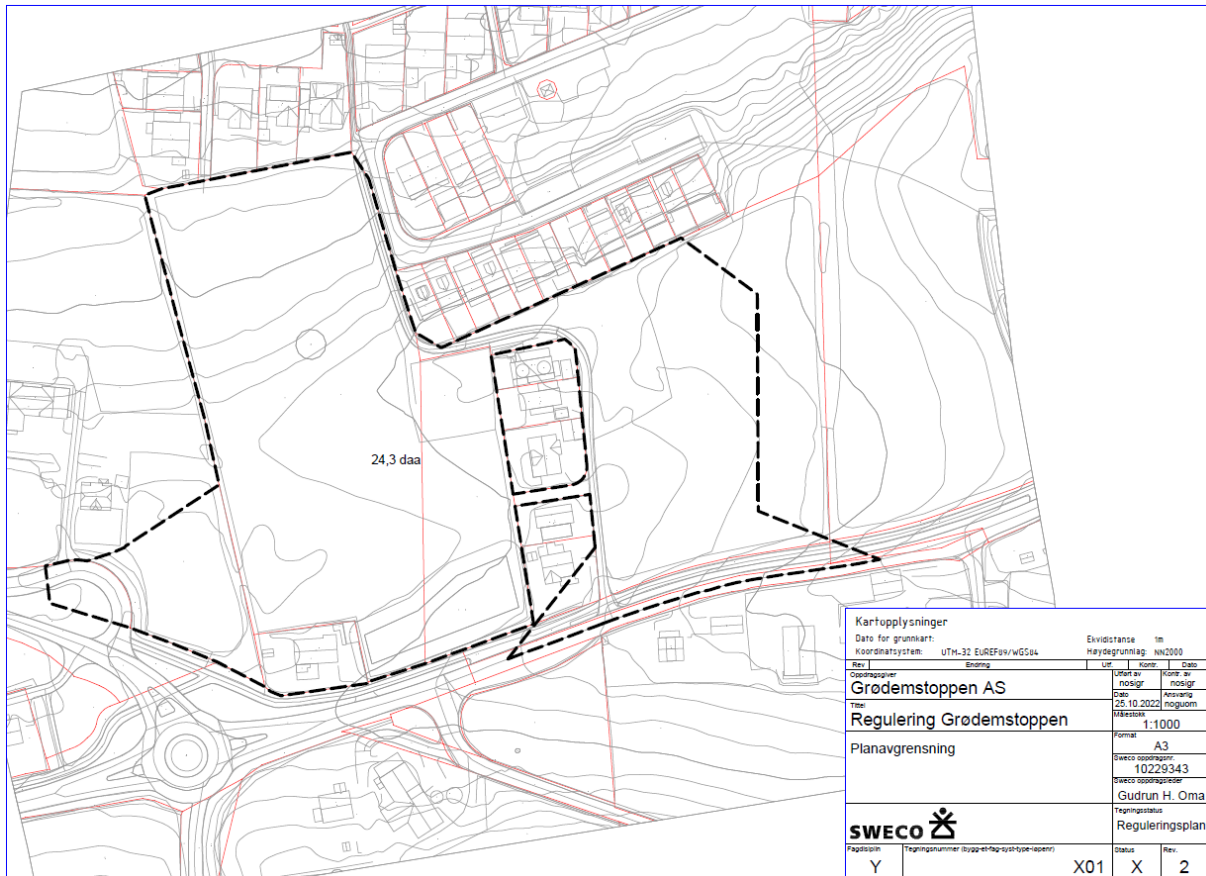 24,3 daa
Kartopplysninger
Dato for grunnkart:
Ekvidistanse 1m
Koordinatsystem: UTM-32 EUREF89/WGS84
Høydegrunnlag: NN2000
Rev Endring Utf. Kontr. Dato
Oppdragsgiver
Grødemstoppen AS
Utført av
nosigr
Kontr. av
nosigr
Tittel
Regulering Grødemstoppen
Dato
25.10.2022
Ansvarlig
noguom
Målestokk
1:1000
Planavgrensning
Format
A3
Sweco oppdragsnr.
10229343
Sweco oppdragsleder
Gudrun H. Oma
SWECO
Tegningsstatus
Reguleringsplan
Fagdisiplin
Y
Tegningsnummer (bygg-et-fag-syst-type-løpenr)
X01
Status
X
Rev.
2